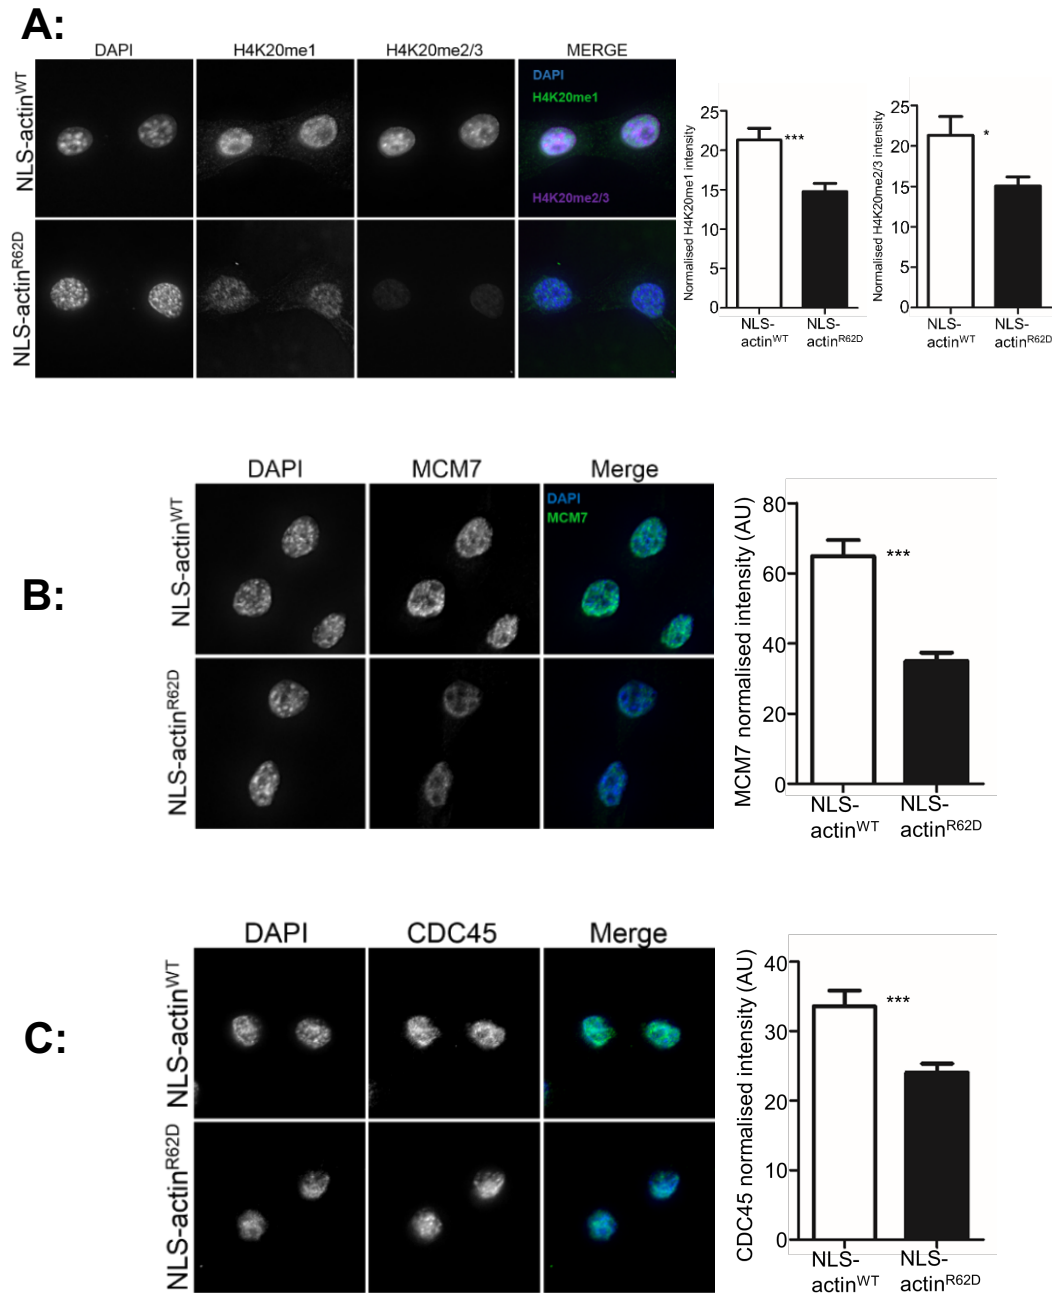 A:
DAPI H4K20me1 H4K20me2/3 MERGE
NLS-actinWT
DAPI
H4K20me1
H4K20me2/3
NLS-actinR62D
Normalised H4K20me1 intensity
25
20
15
10
5
0
***
NLS-
actinWT
NLS-
actinR62D
Normalised H4K20me2/3 intensity
25
20
15
10
5
0
*
NLS-
actinWT
NLS-
actinR62D
B:
DAPI MCM7 Merge
NLS-actinWT
DAPI
MCM7
NLS-actinR62D
MCM7 normalised intensity (AU)
80
60
40
20
0
***
NLS-
actinWT
NLS-
actinR62D
C:
DAPI CDC45 Merge
NLS-actinWT
NLS-actinR62D
CDC45 normalised intensity (AU)
40
30
20
10
0
***
NLS-
actinWT
NLS-
actinR62D